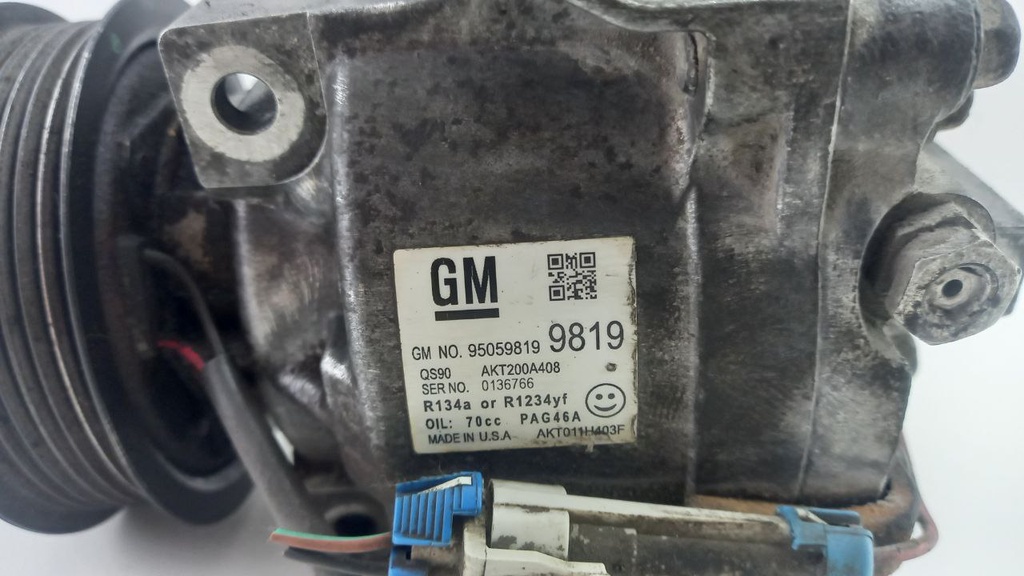 GM
GM NO. 95059819 9819
QS90 AKT200A408
SER NO. 0136766
R134a or R1234yf
OIL: 70cc PAG46A
MADE IN U.S.A AKT011H403F